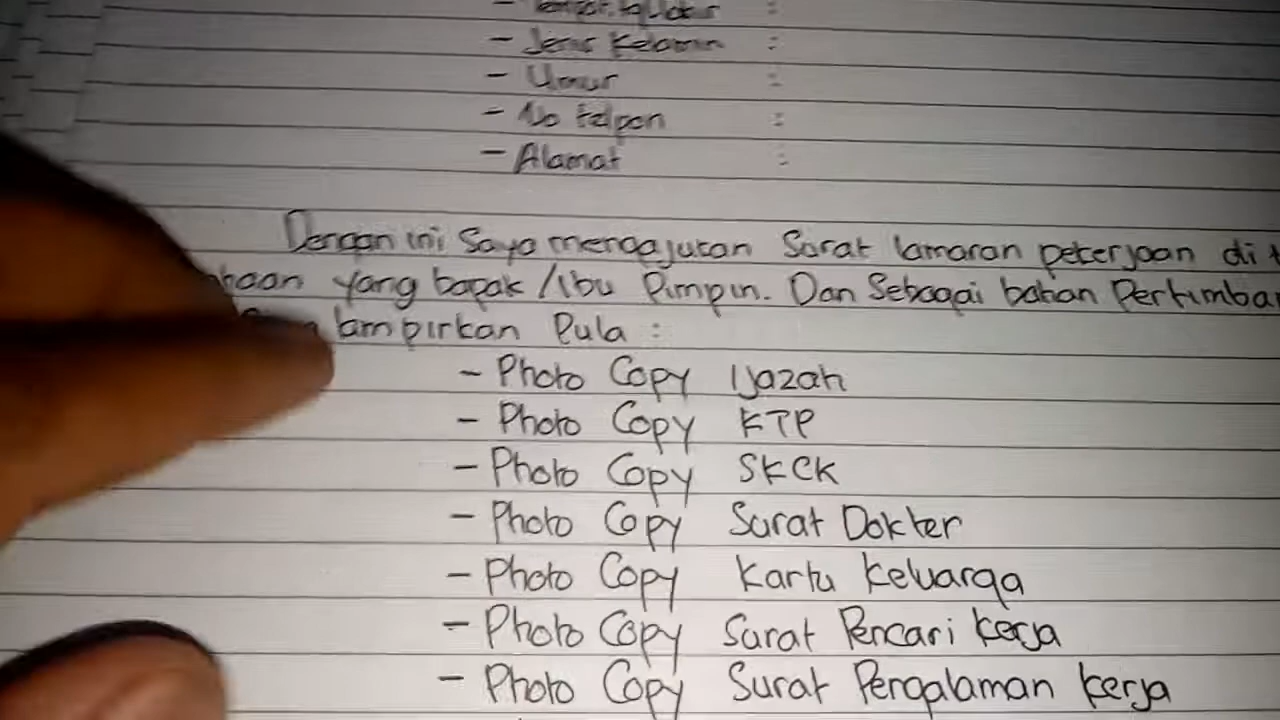 - Jenis Kelamin :
- Umur :
- No telpon :
- Alamat :
Dengan ini Saya mengajukan Surat lamaran pekerjaan di
yang bapak /Ibu Pimpin. Dan Sebagai bahan
lampirkan Pula :
- Photo Copy Ijazah
- Photo Copy KTP
- Photo Copy SKCK
- Photo Copy Surat Dokter
- Photo Copy Kartu Keluarga
- Photo Copy Surat Pencari Kerja
- Photo Copy Surat Pengalaman Kerja